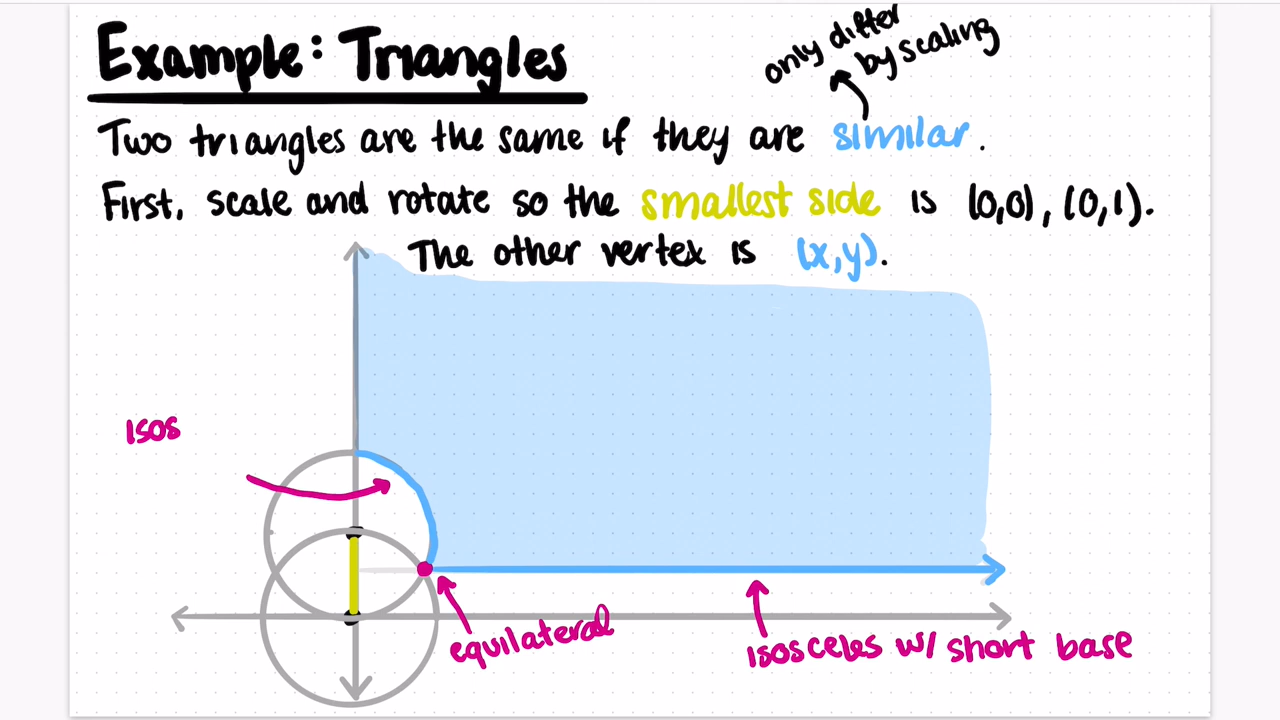 Example: Triangles
only differ
by scaling
Two triangles are the same if they are similar.
First, scale and rotate so the smallest side is (0,0), (0,1).
The other vertex is (x,y).
isos
equilateral
isosceles w/ short base